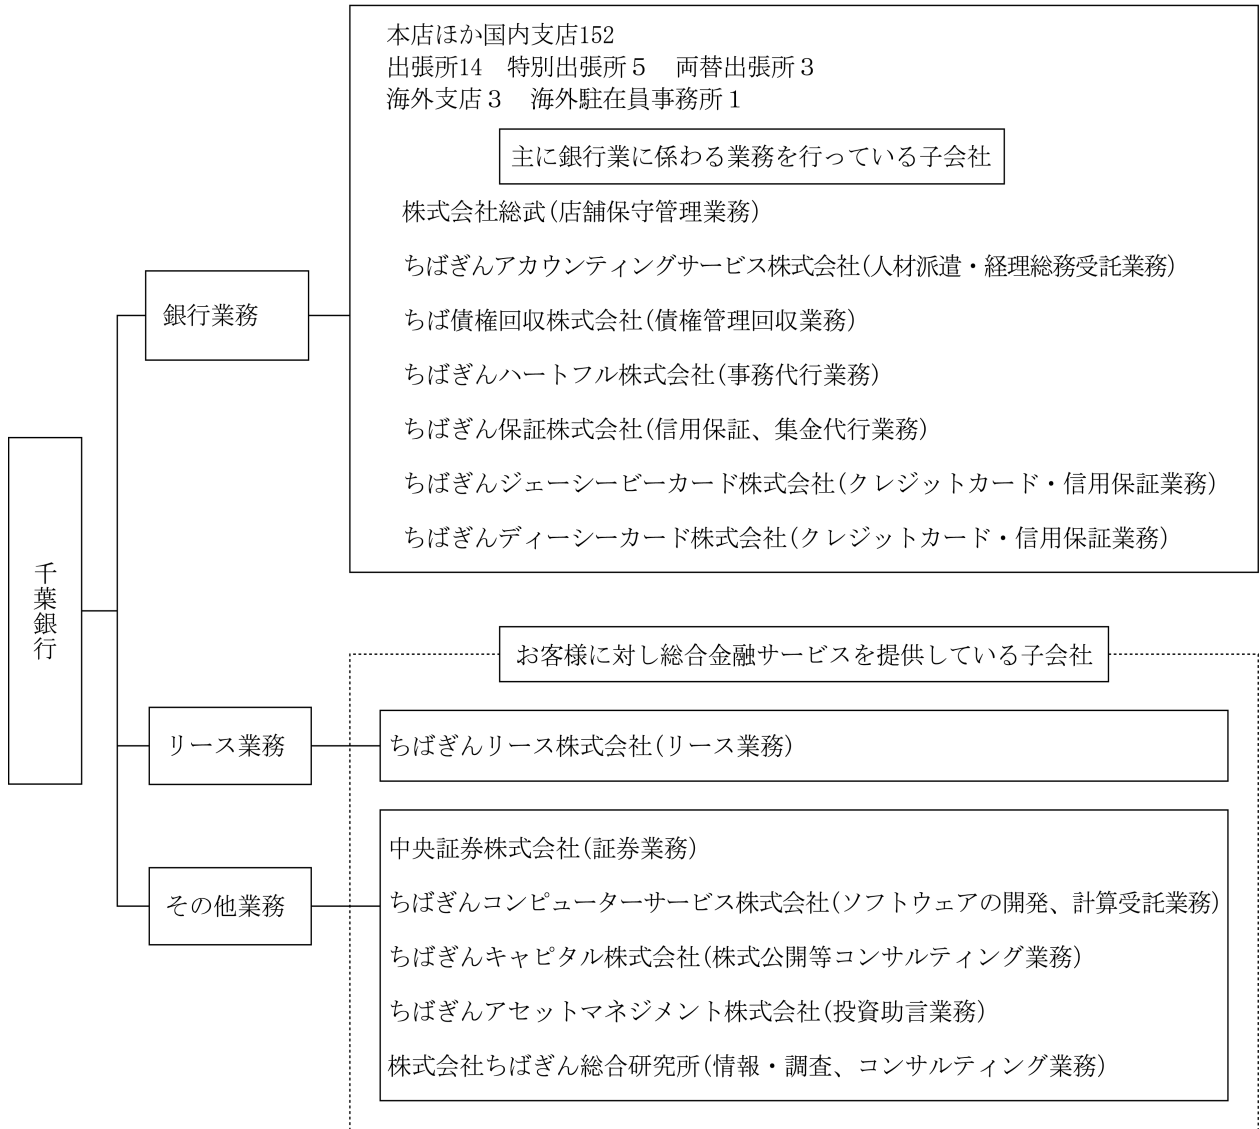 本店ほか国内支店152
出張所14　特別出張所５　両替出張所３
海外支店３　海外駐在員事務所１
主に銀行業に係わる業務を行っている子会社
株式会社総武(店舗保守管理業務)
ちばぎんアカウンティングサービス株式会社(人材派遣・経理総務受託業務)
銀行業務
ちば債権回収株式会社(債権管理回収業務)
ちばぎんハートフル株式会社(事務代行業務)
ちばぎん保証株式会社(信用保証、集金代行業務)
ちばぎんジェーシービーカード株式会社(クレジットカード・信用保証業務)
ちばぎんディーシーカード株式会社(クレジットカード・信用保証業務)
千葉銀行
お客様に対し総合金融サービスを提供している子会社
リース業務
ちばぎんリース株式会社(リース業務)
その他業務
中央証券株式会社(証券業務)
ちばぎんコンピューターサービス株式会社(ソフトウェアの開発、計算受託業務)
ちばぎんキャピタル株式会社(株式公開等コンサルティング業務)
ちばぎんアセットマネジメント株式会社(投資助言業務)
株式会社ちばぎん総合研究所(情報・調査、コンサルティング業務)